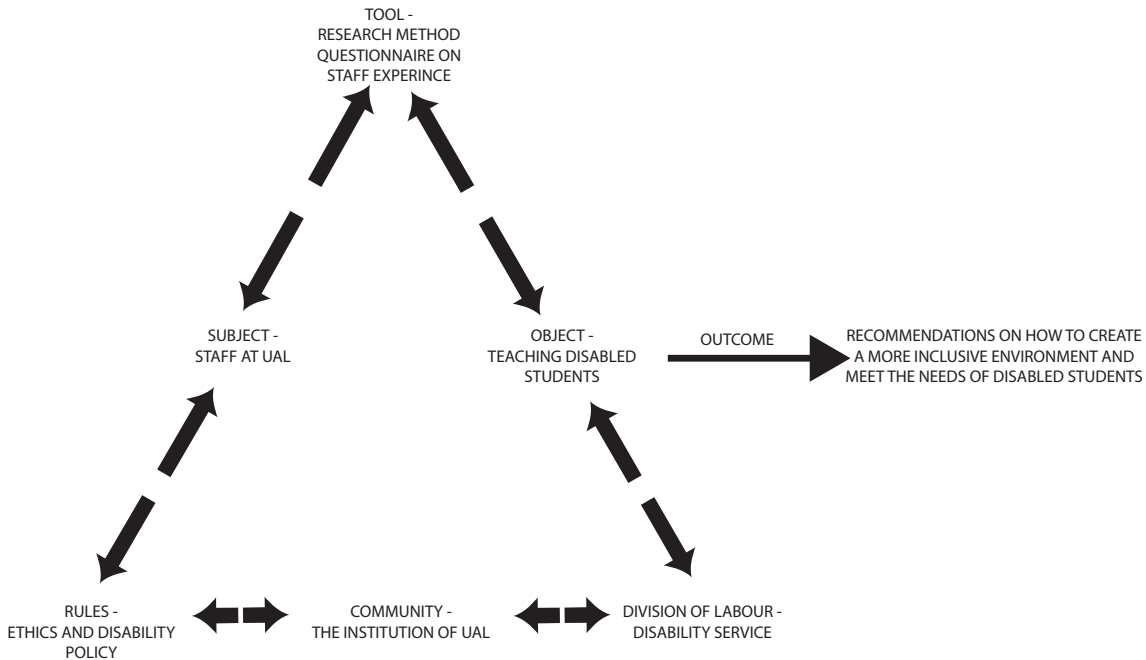 TOOL -
RESEARCH METHOD
QUESTIONNAIRE ON
STAFF EXPERINCE
SUBJECT -
STAFF AT UAL
OBJECT -
TEACHING DISABLED
STUDENTS
OUTCOME
RECOMMENDATIONS ON HOW TO CREATE
A MORE INCLUSIVE ENVIRONMENT AND
MEET THE NEEDS OF DISABLED STUDENTS
RULES -
ETHICS AND DISABILITY
POLICY
COMMUNITY -
THE INSTITUTION OF UAL
DIVISION OF LABOUR -
DISABILITY SERVICE